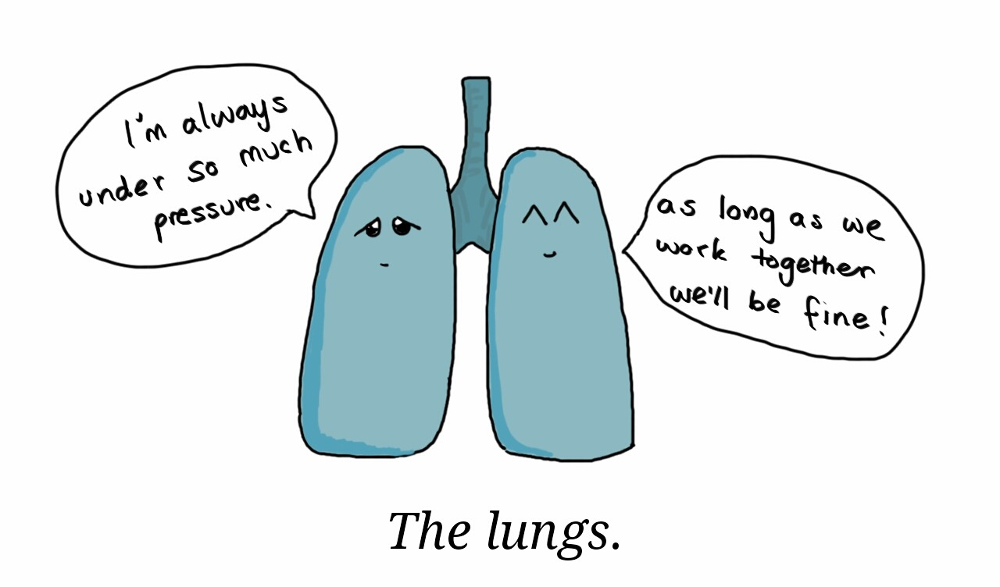 I'm always
under so much
pressure.
as long as we
work together
we'll be fine!
The lungs.